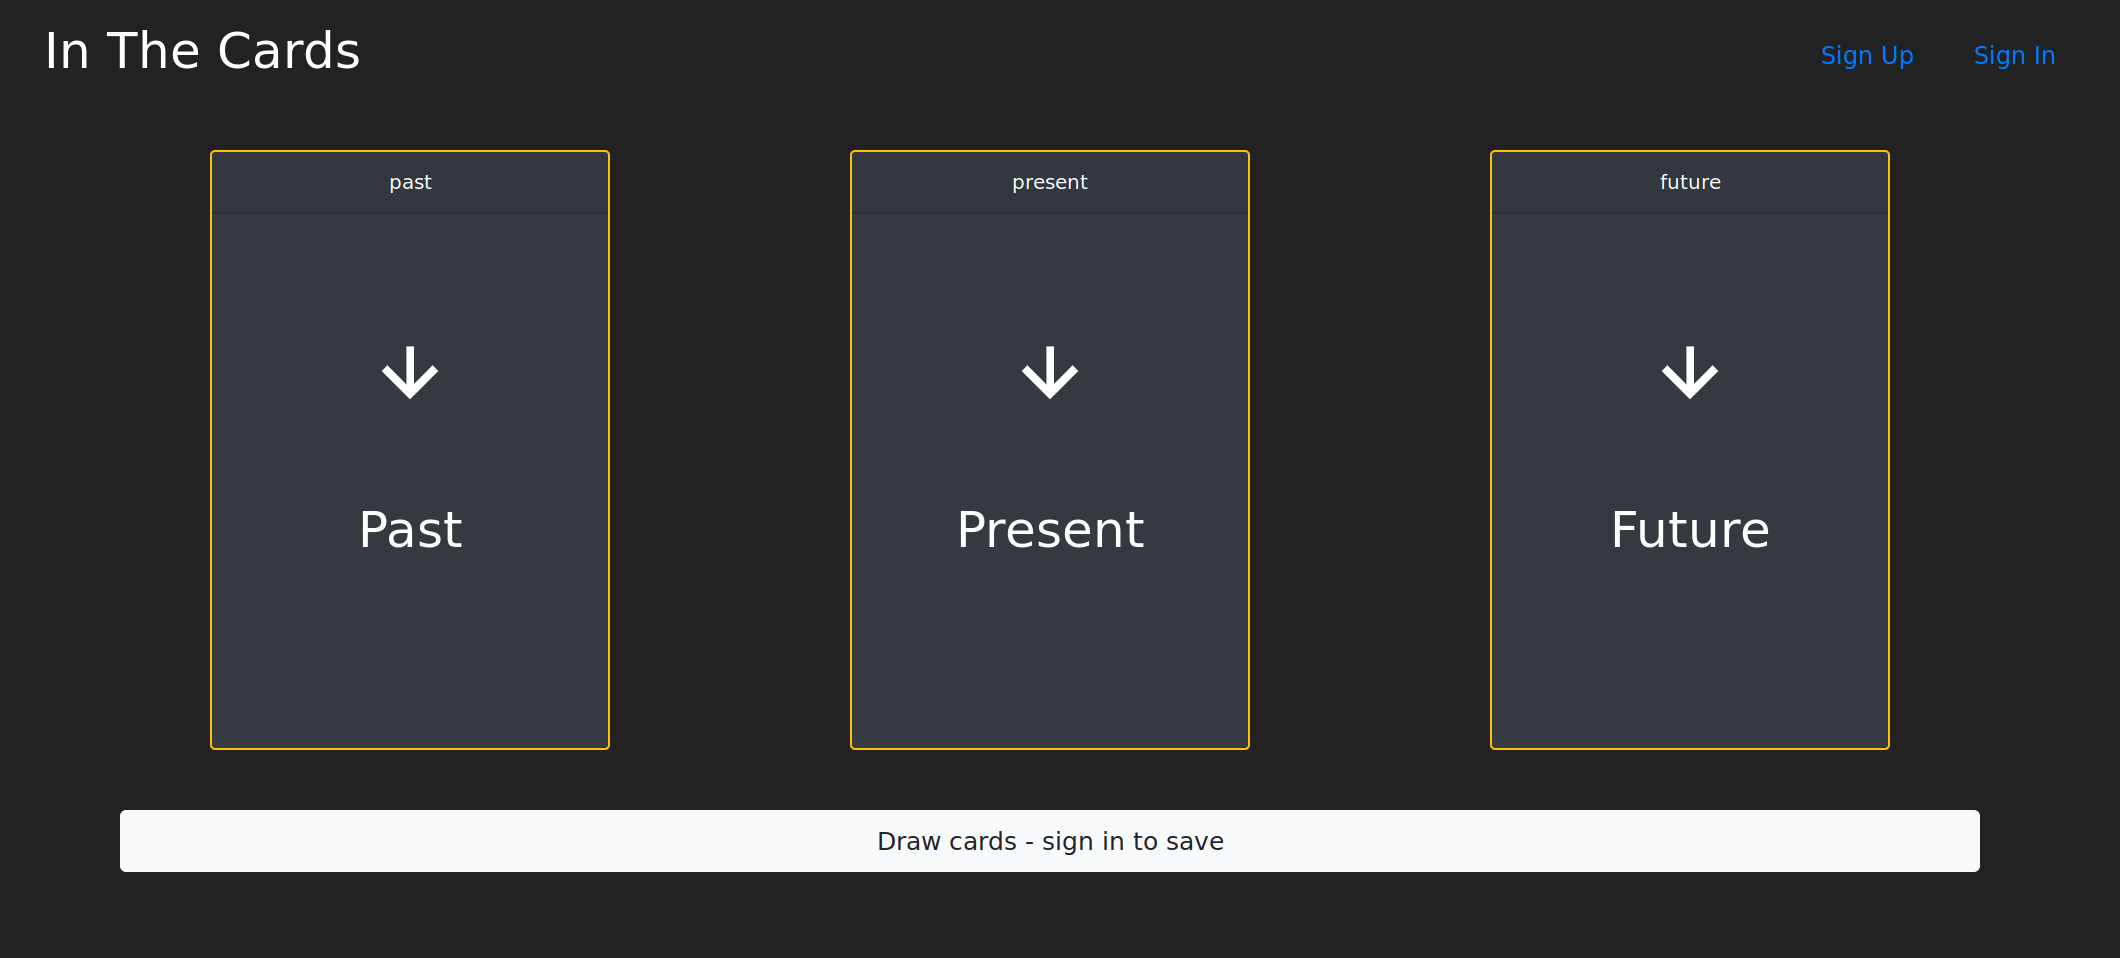 In The Cards
Sign Up
Sign In
past
present
future
Past
Present
Future
Draw cards - sign in to save